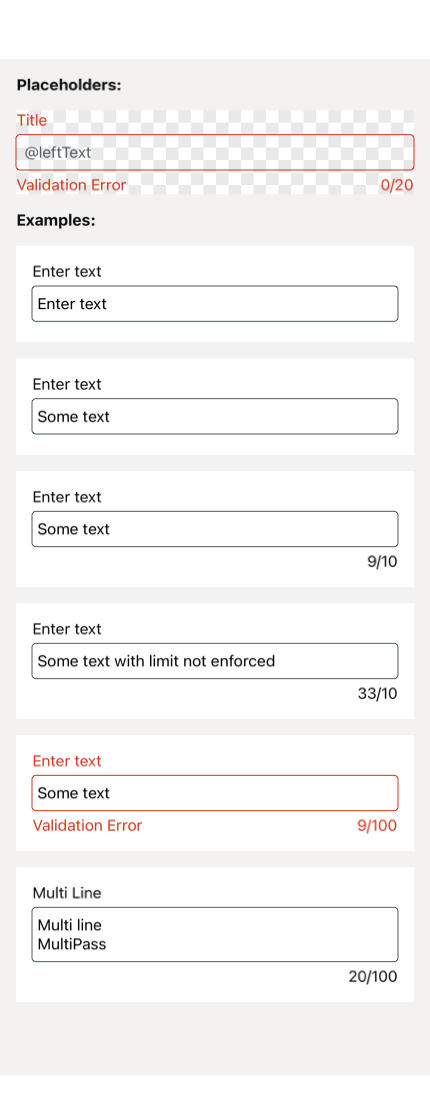 Placeholders:
Title
@leftText
Validation Error 0/20
Examples:
Enter text
Enter text
Enter text
Some text
Enter text
Some text
9/10
Enter text
Some text with limit not enforced
33/10
Enter text
Some text
Validation Error 9/100
Multi Line
Multi line
MultiPass
20/100